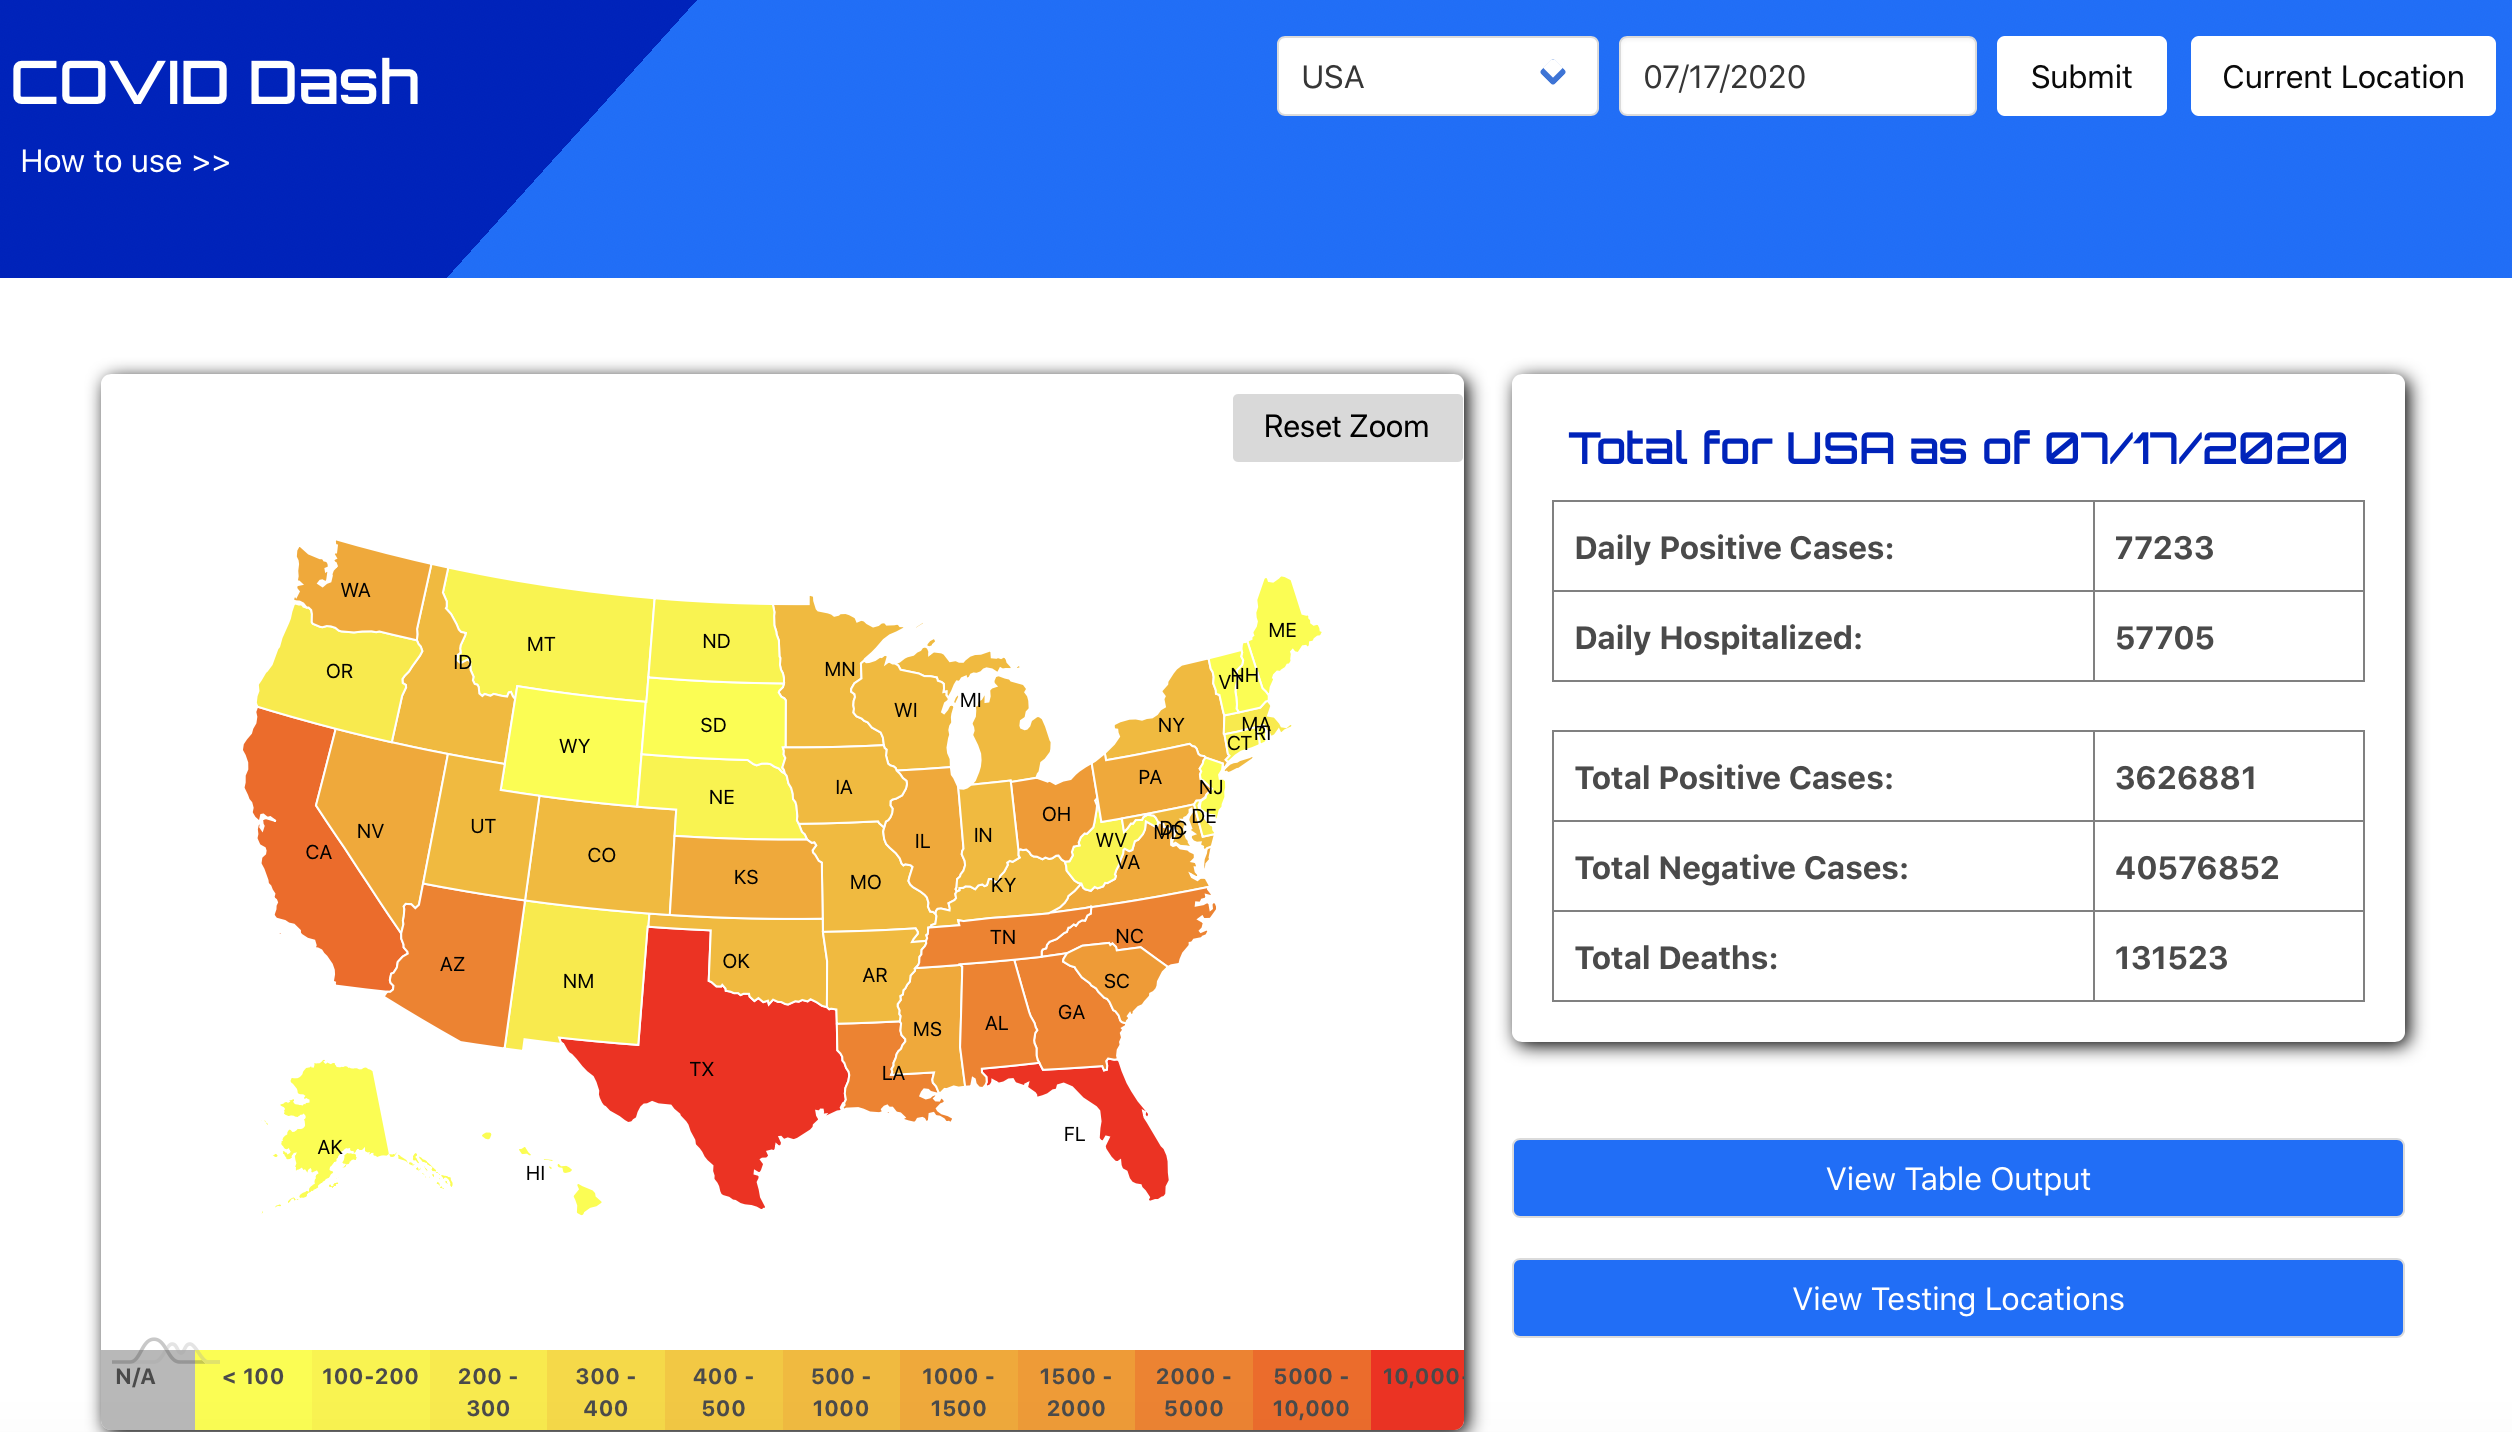 COVID Dash
How to use >>
USA
07/17/2020
Submit
Current Location
Reset Zoom
WA
MT
ND
OR
ID
MN
ME
WY
SD
WI
MI
NY
VT
NH
MA
RI
CT
NE
IA
PA
NJ
NV
UT
CO
KS
MO
IL
IN
OH
DE
DC
MD
WV
VA
KY
CA
AZ
NM
OK
AR
TN
NC
SC
MS
AL
GA
TX
LA
FL
AK
HI
N/A
< 100
100-200
200 -
300
300 -
400
400 -
500
500 -
1000
1000 -
1500
1500 -
2000
2000 -
5000
5000 -
10,000
10,000
Total for USA as of 07/17/2020
Daily Positive Cases: 77233
Daily Hospitalized: 57705
Total Positive Cases: 3626881
Total Negative Cases: 40576852
Total Deaths: 131523
View Table Output
View Testing Locations